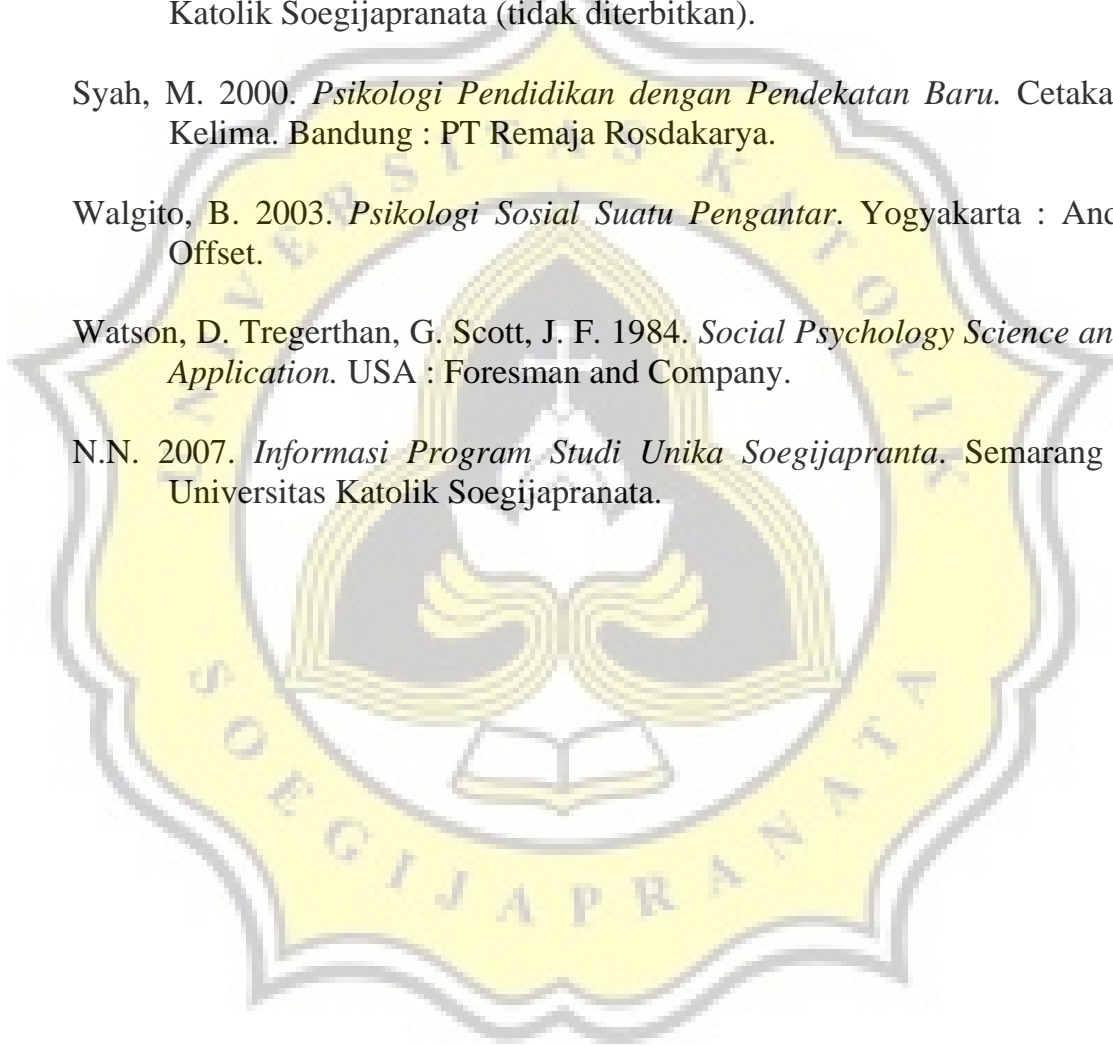 Katolik Soegijapranata (tidak diterbitkan).
Syah, M. 2000. Psikologi Pendidikan dengan Pendekatan Baru. Cetaka
Kelima. Bandung : PT Remaja Rosdakarya.
Walgito, B. 2003. Psikologi Sosial Suatu Pengantar. Yogyakarta : And
Offset.
Watson, D. Tregerthan, G. Scott, J. F. 1984. Social Psychology Science an
Application. USA : Foresman and Company.
N.N. 2007. Informasi Program Studi Unika Soegijapranta. Semarang
Universitas Katolik Soegijapranata.
UNIVERSITAS KATOLIK
SOEGIJAPRANATA